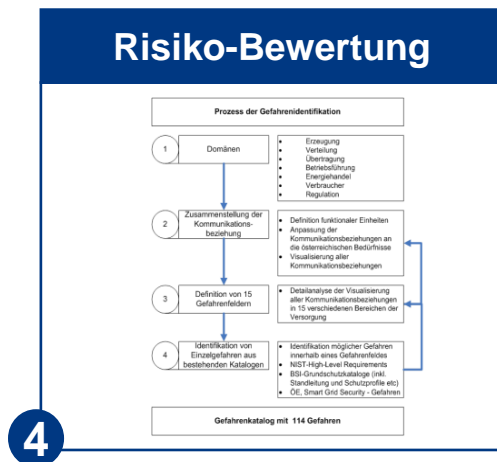 Risiko-Bewertung
Prozess der Gefahrenidentifikation
1
Domänen
• Erzeugung
• Verteilung
• Übertragung
• Betriebsführung
• Energiehandel
• Verbraucher
• Regulation
2
Zusammenstellung der
Kommunikations-
beziehung
• Definition funktionaler Einheiten
• Anpassung der
Kommunikationsbeziehungen an
die österreichischen Bedürfnisse
• Visualisierung aller
Kommunikationsbeziehungen
3
Definition von 15
Gefahrenfeldern
• Detailanalyse der Visualisierung
aller Kommunikationsbeziehungen
in 15 verschiedenen Bereichen der
Versorgung
4
Identifikation von
Einzelgefahren aus
bestehenden Katalogen
• Identifikation möglicher Gefahren
innerhalb eines Gefahrenfeldes
• NIST-High-Level Requirements
• BSI-Grundschutzkataloge (inkl.
Standleitung und Schutzprofile etc)
• ÖE, Smart Grid Security - Gefahren
Gefahrenkatalog mit 114 Gefahren
4